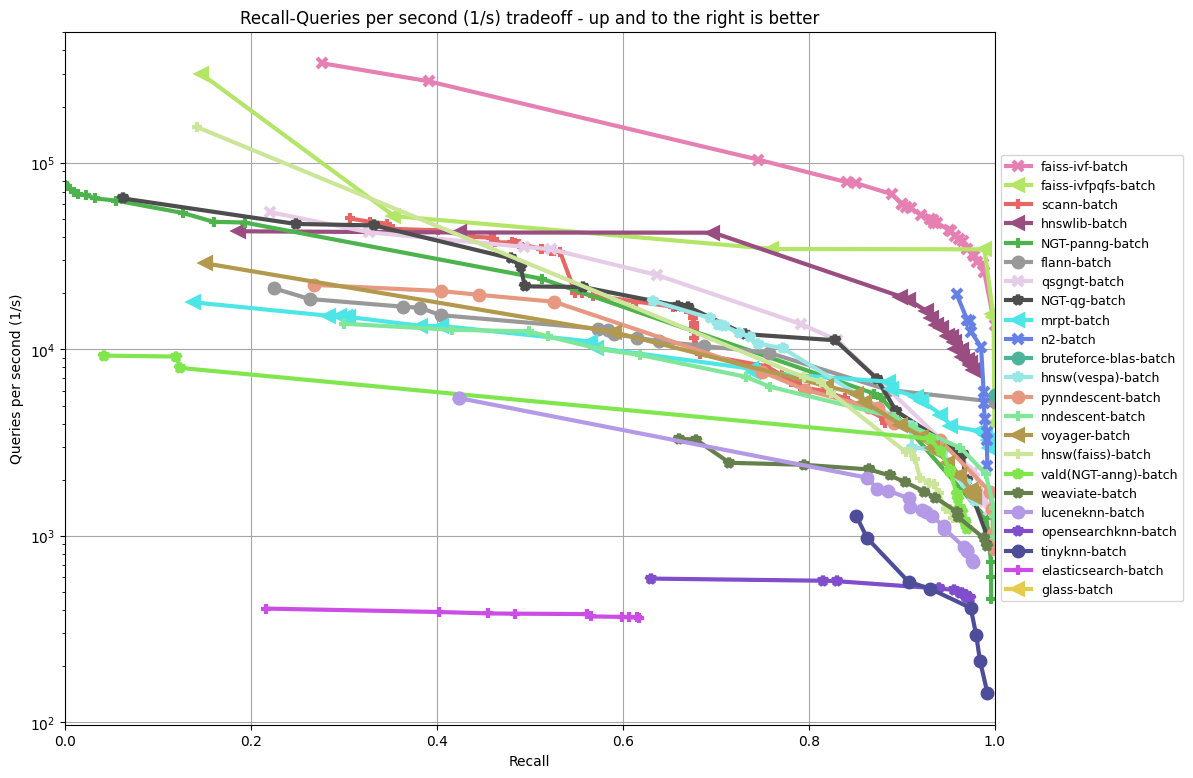 Recall-Queries per second (1/s) tradeoff - up and to the right is better
Queries per second (1/s)
10^5
10^4
10^3
10^2
0.0
0.2
0.4
0.6
0.8
1.0
Recall
faiss-ivf-batch
faiss-ivfpqfs-batch
scann-batch
hnswlib-batch
NGT-panng-batch
flann-batch
qsgngt-batch
NGT-qg-batch
mrpt-batch
n2-batch
bruteforce-blas-batch
hnsw(vespa)-batch
pynndescent-batch
nndescent-batch
voyager-batch
hnsw(faiss)-batch
vald(NGT-anng)-batch
weaviate-batch
luceneknn-batch
opensearchknn-batch
tinyknn-batch
elasticsearch-batch
glass-batch